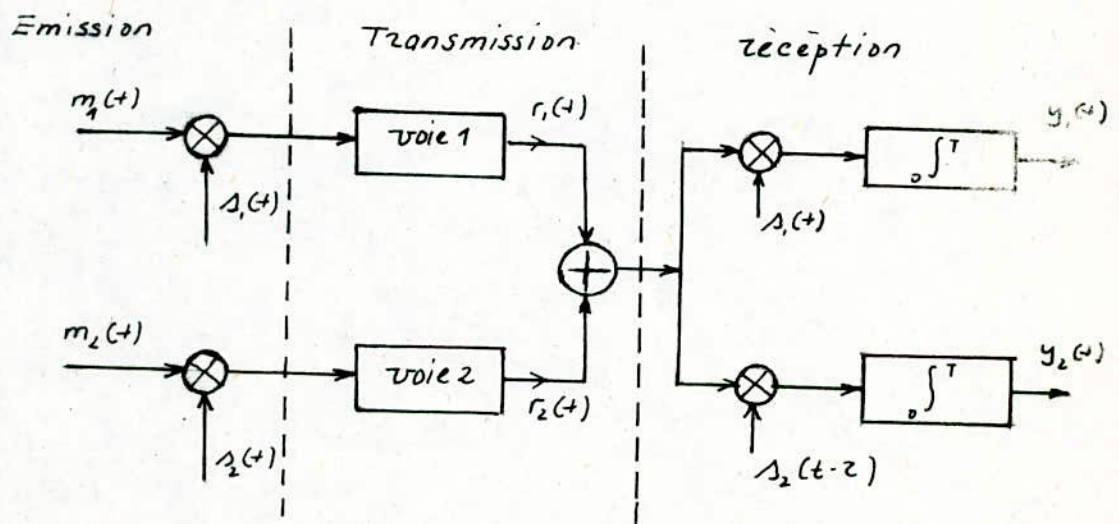 Emission
Transmission
réception
m₁(t)
s₁(t)
voie 1
r₁(t)
s₁(t)
∫₀ᵀ
y₁(t)
m₂(t)
s₂(t)
voie 2
r₂(t)
s₂(t-τ)
∫₀ᵀ
y₂(t)